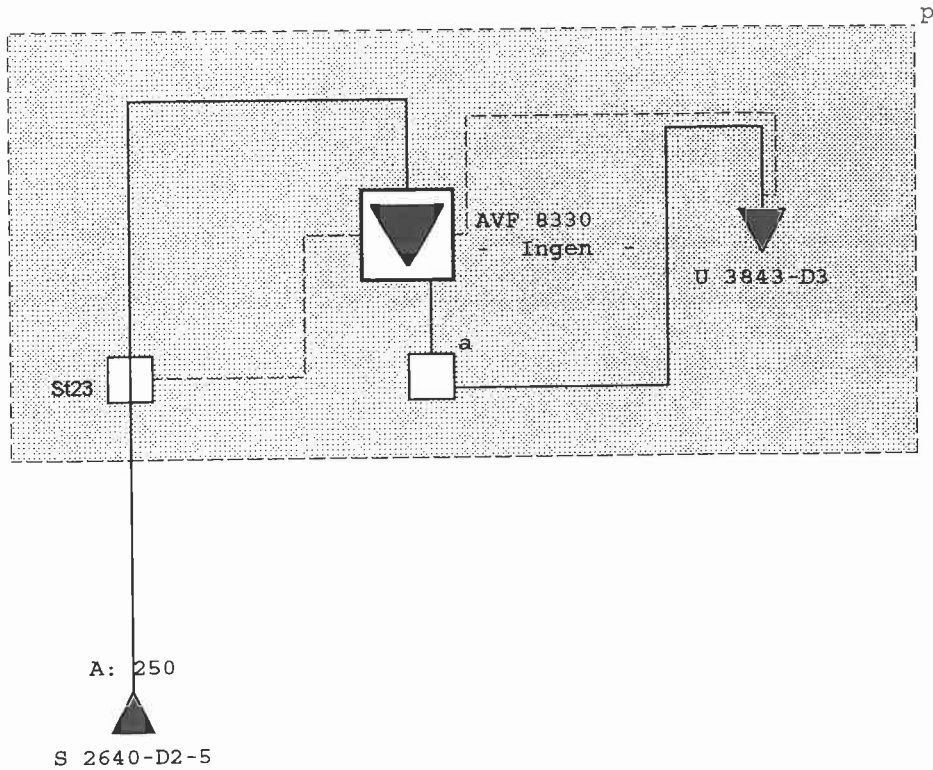 p
AVF 8330
- Ingen -
U 3843-D3
a
St23
A: 250
S 2640-D2-5